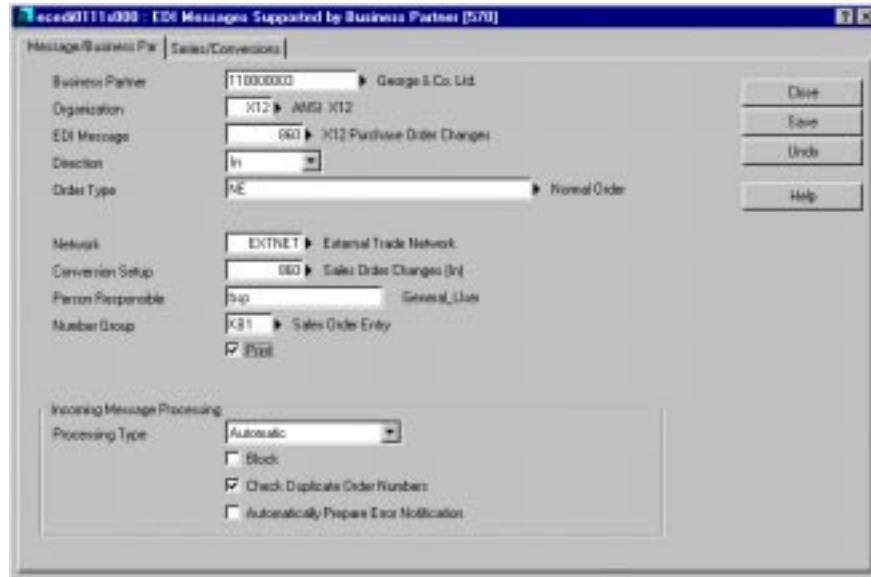 ecedi0111s000 : EDI Messages Supported by Business Partner [570]
Message/Business Par Series/Conversions
Business Partner 110000003 George & Co. Ltd.
Organization X12 ANSI X12
EDI Message 860 X12 Purchase Order Changes
Direction In
Order Type NE Normal Order
Network EXTNET External Trade Network
Conversion Setup 860 Sales Order Changes (In)
Person Responsible General_User
Number Group KB1 Sales Order Entry
Print
Incoming Message Processing
Processing Type Automatic
Block
Check Duplicate Order Numbers
Automatically Prepare Error Notification
Close
Save
Undo
Help